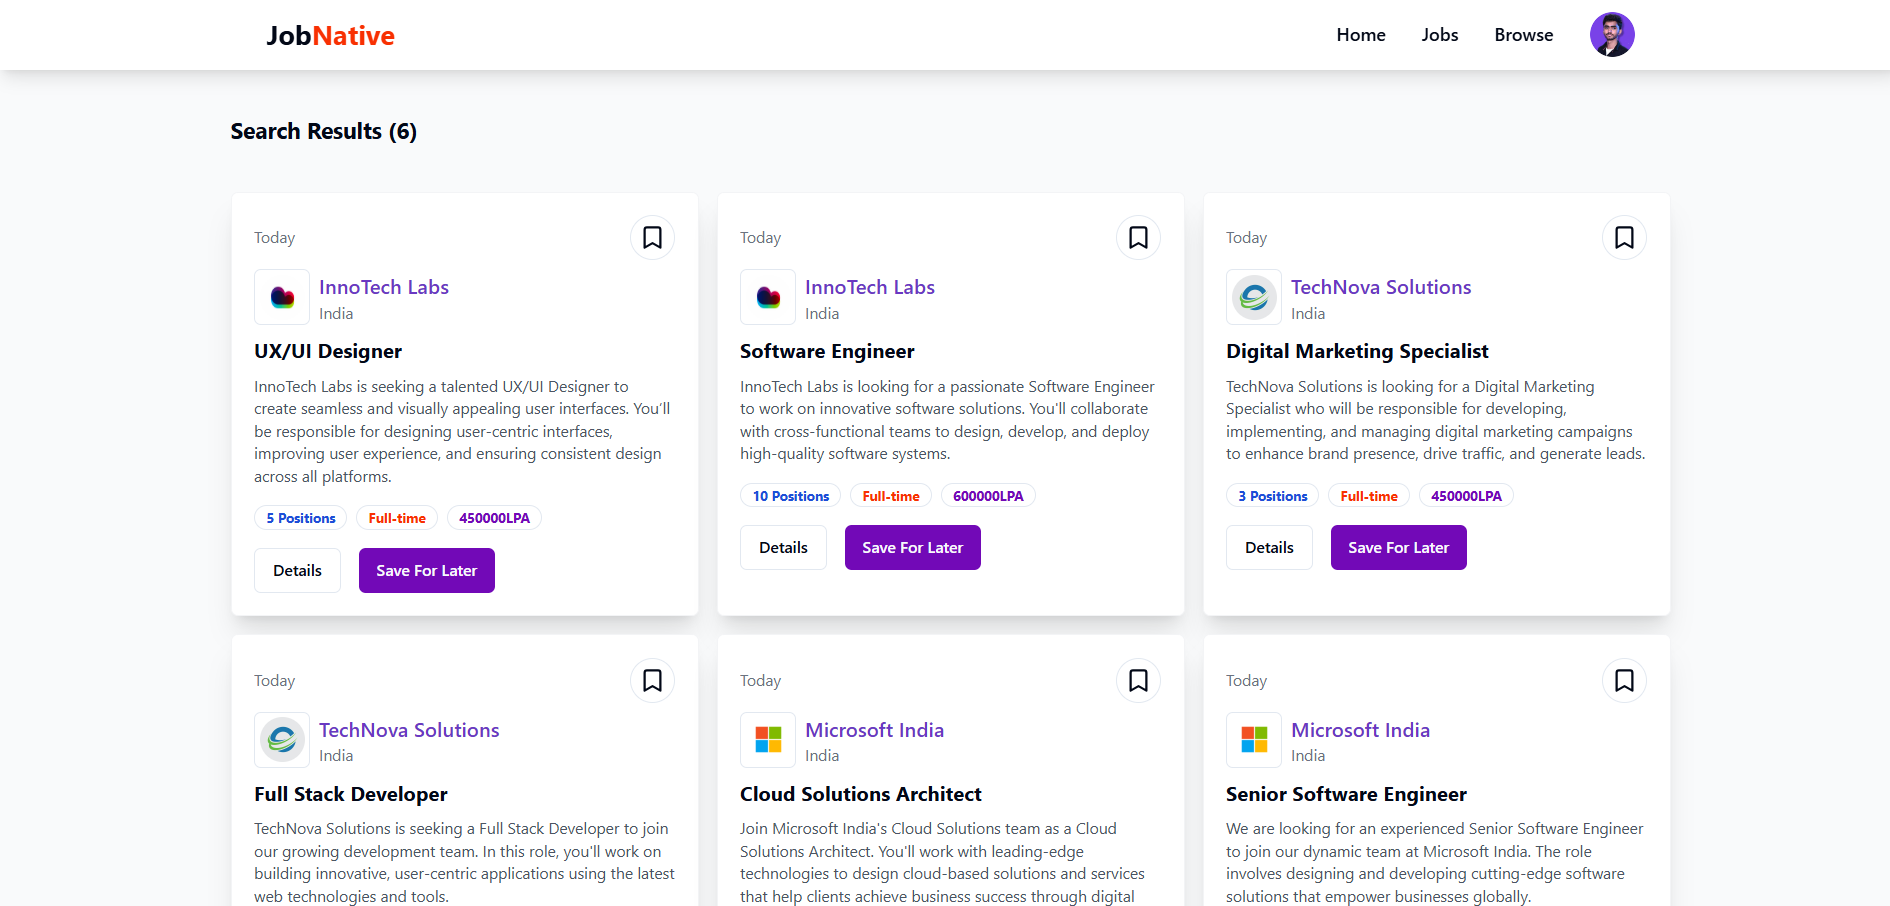 JobNative
Home
Jobs
Browse
Search Results (6)
Today
InnoTech Labs
India
UX/UI Designer
InnoTech Labs is seeking a talented UX/UI Designer to
create seamless and visually appealing user interfaces. You'll
be responsible for designing user-centric interfaces,
improving user experience, and ensuring consistent design
across all platforms.
5 Positions
Full-time
450000LPA
Details
Save For Later
Today
InnoTech Labs
India
Software Engineer
InnoTech Labs is looking for a passionate Software Engineer
to work on innovative software solutions. You'll collaborate
with cross-functional teams to design, develop, and deploy
high-quality software systems.
10 Positions
Full-time
600000LPA
Details
Save For Later
Today
TechNova Solutions
India
Digital Marketing Specialist
TechNova Solutions is looking for a Digital Marketing
Specialist who will be responsible for developing,
implementing, and managing digital marketing campaigns
to enhance brand presence, drive traffic, and generate leads.
3 Positions
Full-time
450000LPA
Details
Save For Later
Today
TechNova Solutions
India
Full Stack Developer
TechNova Solutions is seeking a Full Stack Developer to join
our growing development team. In this role, you'll work on
building innovative, user-centric applications using the latest
web technologies and tools.
Today
Microsoft India
India
Cloud Solutions Architect
Join Microsoft India's Cloud Solutions team as a Cloud
Solutions Architect. You'll work with leading-edge
technologies to design cloud-based solutions and services
that help clients achieve business success through digital
Today
Microsoft India
India
Senior Software Engineer
We are looking for an experienced Senior Software Engineer
to join our dynamic team at Microsoft India. The role
involves designing and developing cutting-edge software
solutions that empower businesses globally.